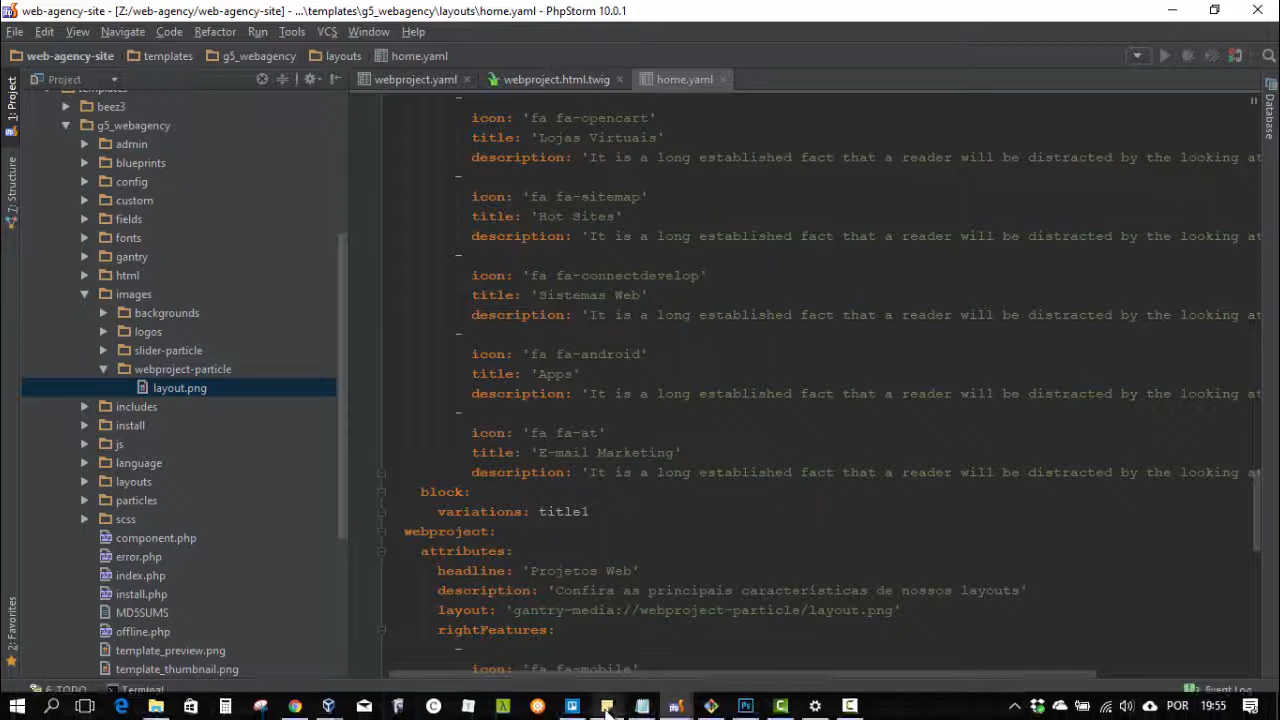 web-agency-site - [Z:/web-agency/web-agency-site] - ...\templates\g5_webagency\layouts\home.yaml - PhpStorm 10.0.1
File Edit View Navigate Code Refactor Run Tools VCS Window Help
web-agency-site templates g5_webagency layouts home.yaml
Project
webproject.yaml webproject.html.twig home.yaml
1: Project
7: Structure
2: Favorites
Database
beez3
g5_webagency
admin
blueprints
config
custom
fields
fonts
gantry
html
images
backgrounds
logos
slider-particle
webproject-particle
layout.png
includes
install
js
language
layouts
particles
scss
component.php
error.php
index.php
install.php
MD5SUMS
offline.php
template_preview.png
template_thumbnail.png
-
icon: 'fa fa-opencart'
title: 'Lojas Virtuais'
description: 'It is a long established fact that a reader will be distracted by the looking at
-
icon: 'fa fa-sitemap'
title: 'Hot Sites'
description: 'It is a long established fact that a reader will be distracted by the looking at
-
icon: 'fa fa-connectdevelop'
title: 'Sistemas Web'
description: 'It is a long established fact that a reader will be distracted by the looking at
-
icon: 'fa fa-android'
title: 'Apps'
description: 'It is a long established fact that a reader will be distracted by the looking at
-
icon: 'fa fa-at'
title: 'E-mail Marketing'
description: 'It is a long established fact that a reader will be distracted by the looking at
block:
variations: title1
webproject:
attributes:
headline: 'Projetos Web'
description: 'Confira as principais características de nossos layouts'
layout: 'gantry-media://webproject-particle/layout.png'
rightFeatures:
-
icon: 'fa fa-mobile'
6: TODO Terminal Event Log
POR 19:55